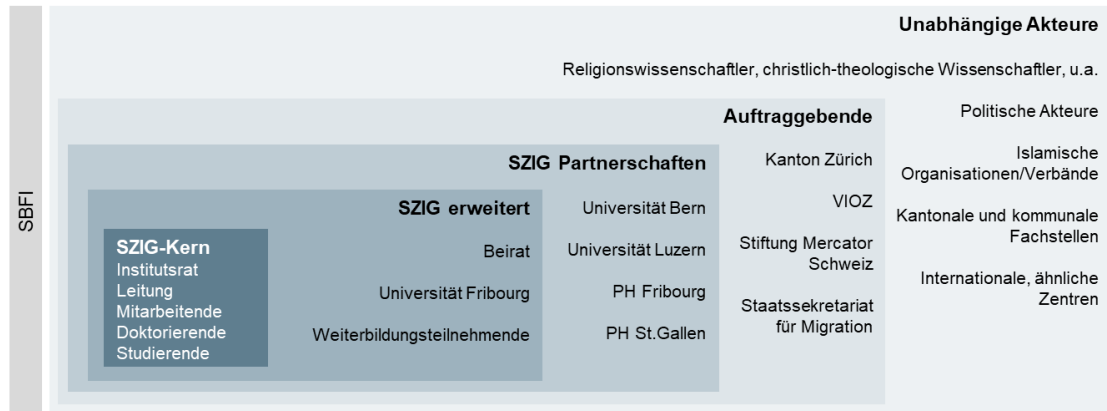 SBFI
Unabhängige Akteure
Religionswissenschaftler, christlich-theologische Wissenschaftler, u.a.
Politische Akteure
Islamische
Organisationen/Verbände
Kantonale und kommunale
Fachstellen
Internationale, ähnliche
Zentren
Auftraggebende
Kanton Zürich
VIOZ
Stiftung Mercator
Schweiz
Staatssekretariat
für Migration
SZIG Partnerschaften
Universität Bern
Universität Luzern
PH Fribourg
PH St.Gallen
SZIG erweitert
Beirat
Universität Fribourg
Weiterbildungsteilnehmende
SZIG-Kern
Institutsrat
Leitung
Mitarbeitende
Doktorierende
Studierende